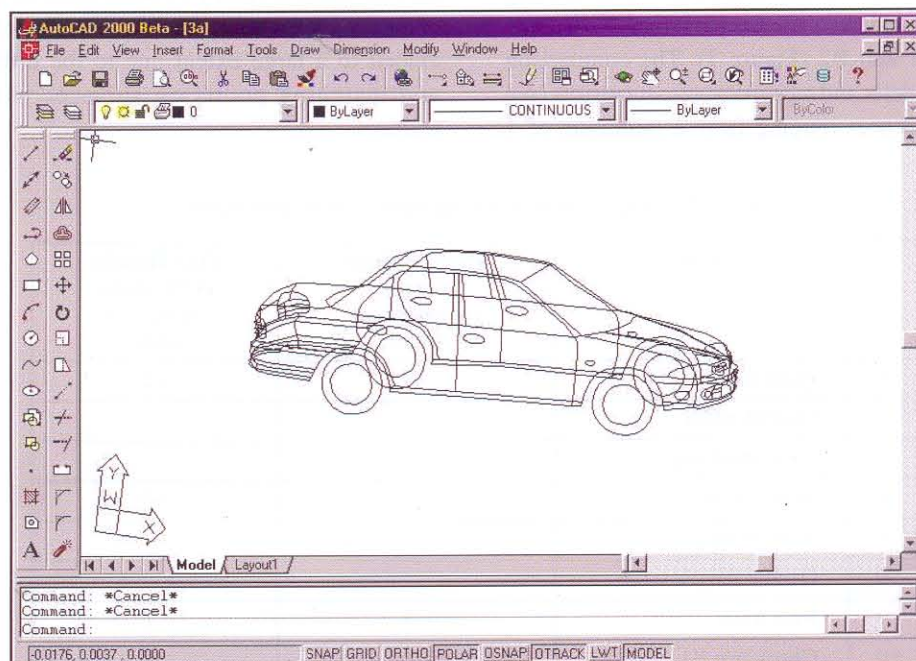 AutoCAD 2000 Beta - [3a]
File Edit View Insert Format Tools Draw Dimension Modify Window Help
0 ByLayer CONTINUOUS ByLayer ByColor
Y
W
X
A
Model Layout1
Command: *Cancel*
Command: *Cancel*
Command:
-0.0176, 0.0037 , 0.0000 SNAP GRID ORTHO POLAR OSNAP OTRACK LWT MODEL